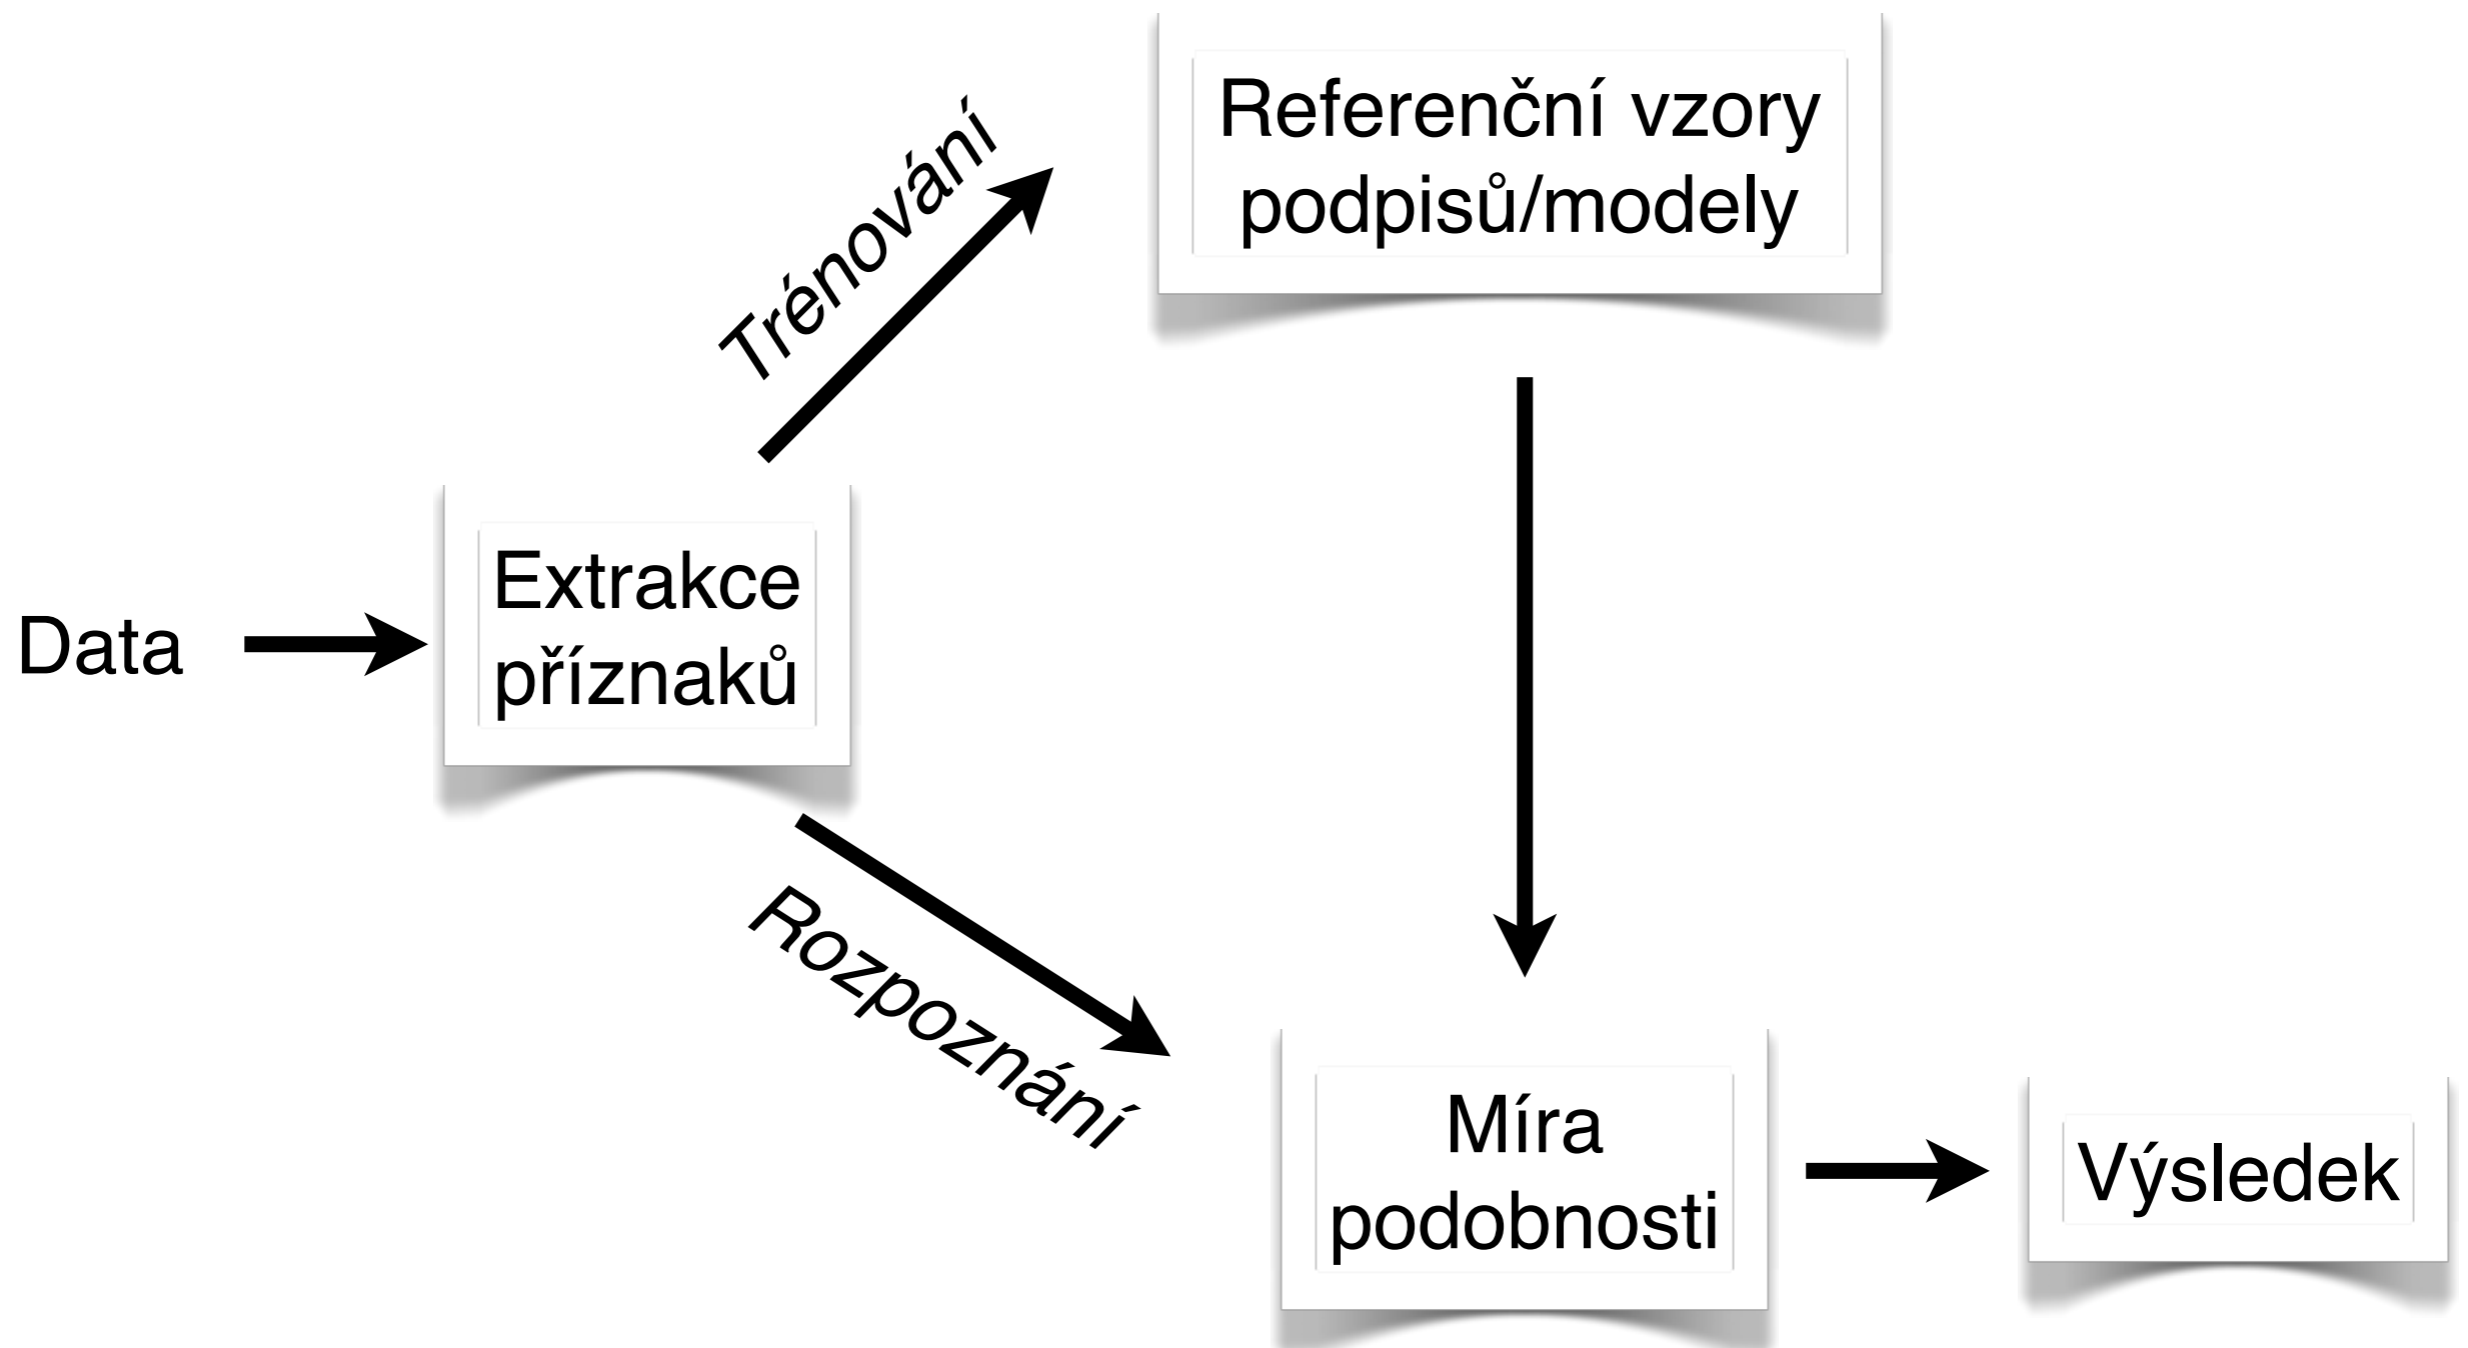 Data
Extrakce
příznaků
Trénování
Referenční vzory
podpisů/modely
Rozpoznání
Míra
podobnosti
Výsledek